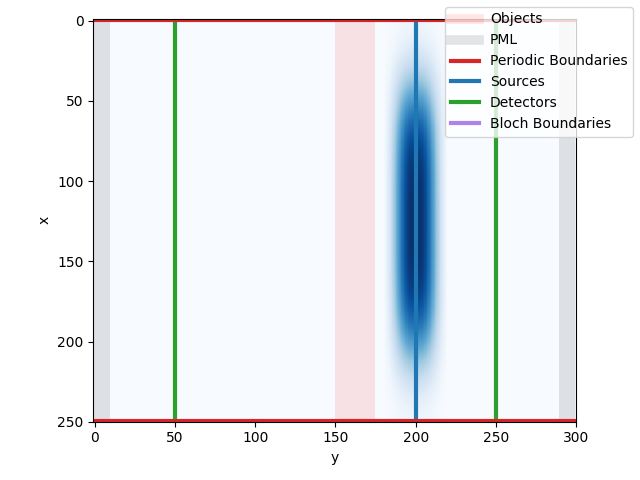 Objects
PML
Periodic Boundaries
Sources
Detectors
Bloch Boundaries
x
0
50
100
150
200
250
0 50 100 150 200 250 300
y